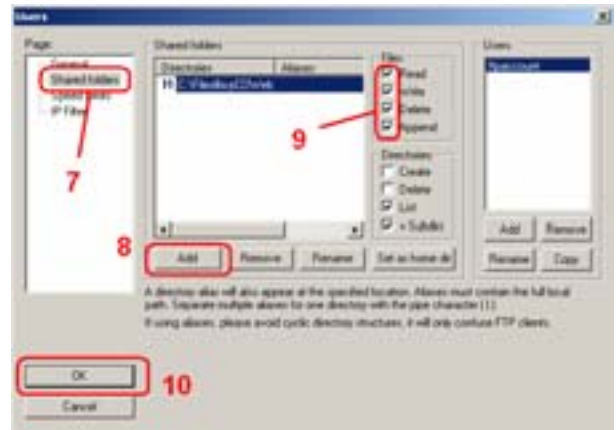 Users
Page:
General
Shared folders
Speed Limits
IP Filter
7
Shared folders
Directories Aliases
H
8
Add
Remove
Rename
Set as home dir
9
Files
Read
Write
Delete
Append
Directories
Create
Delete
List
+ Subdirs
Users
Add
Remove
Rename
Copy
A directory alias will also appear at the specified location. Aliases must contain the full local
path. Separate multiple aliases for one directory with the pipe character (|)
If using aliases, please avoid cyclic directory structures, it will only confuse FTP clients.
OK
10
Cancel